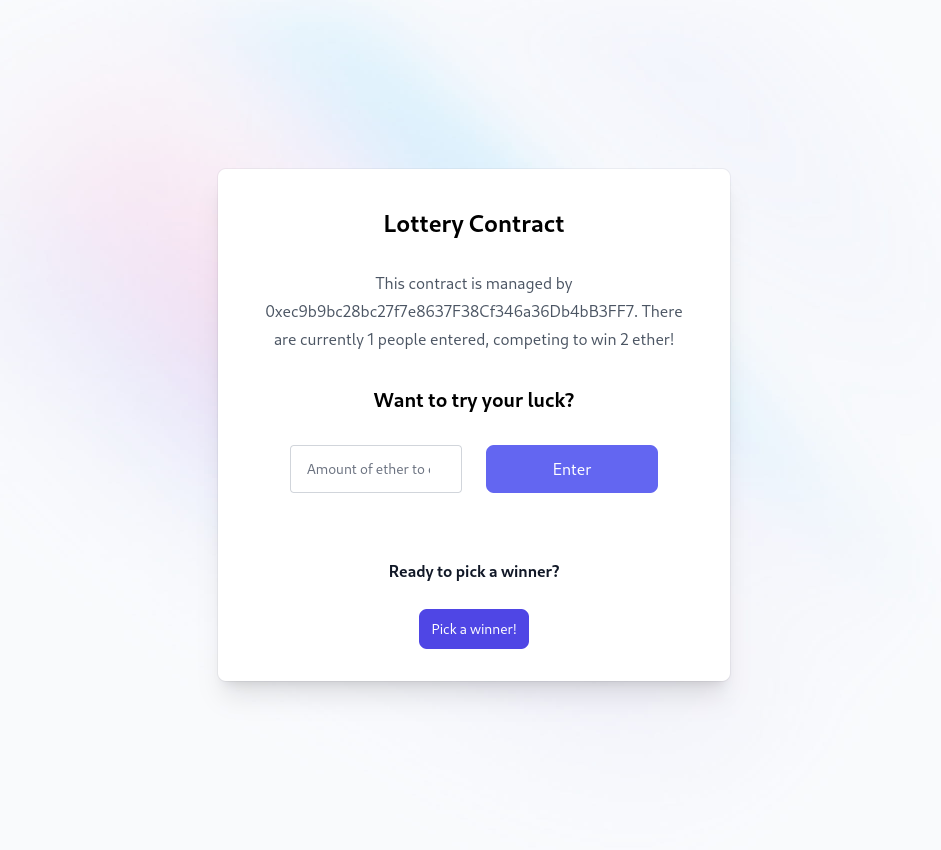 Lottery Contract
This contract is managed by
0xec9b9bc28bc27f7e8637F38Cf346a36Db4bB3FF7. There
are currently 1 people entered, competing to win 2 ether!
Want to try your luck?
Amount of ether to
Enter
Ready to pick a winner?
Pick a winner!